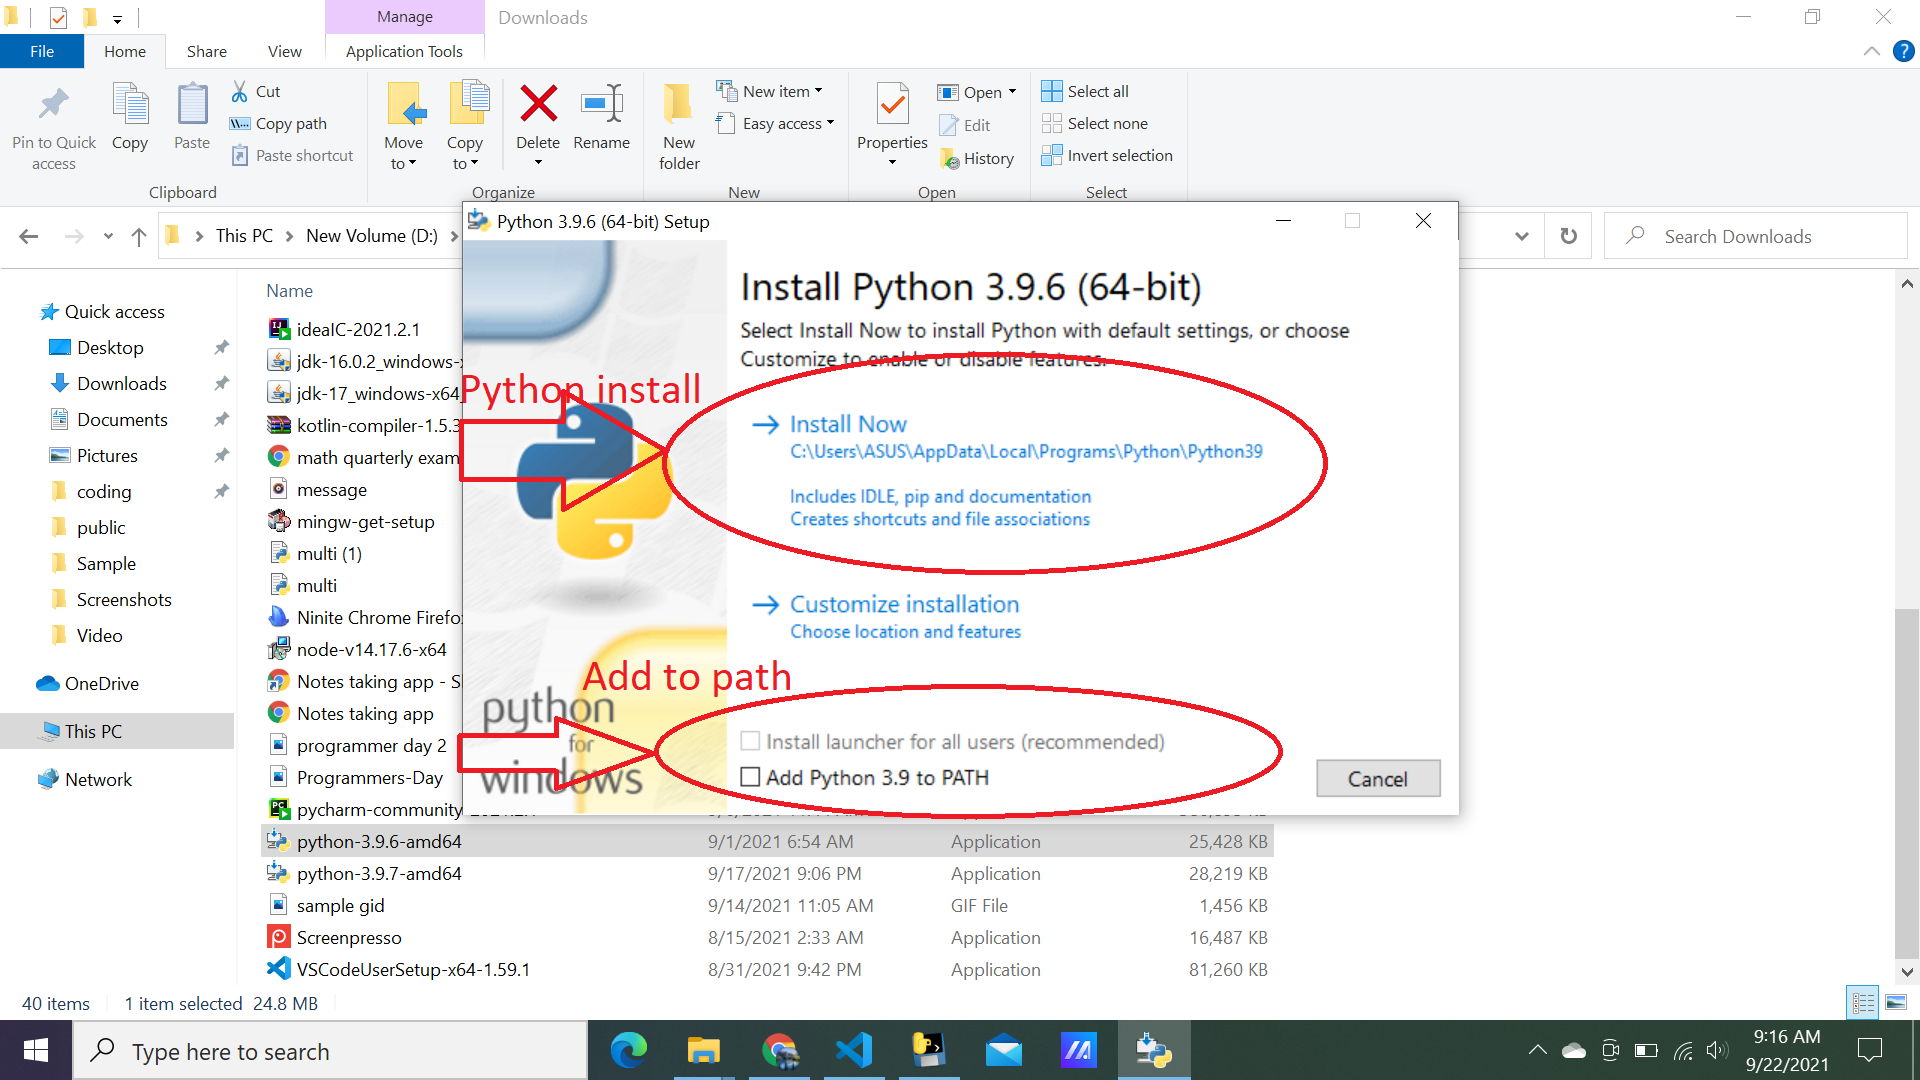 Manage
Downloads
File
Home
Share
View
Application Tools
Pin to Quick access
Copy
Paste
Cut
Copy path
Paste shortcut
Clipboard
Move to
Copy to
Delete
Rename
Organize
New folder
New item
Easy access
New
Properties
Open
Edit
History
Open
Select all
Select none
Invert selection
Select
This PC
New Volume (D:)
Search Downloads
Quick access
Desktop
Downloads
Documents
Pictures
coding
public
Sample
Screenshots
Video
OneDrive
This PC
Network
Name
ideaIC-2021.2.1
jdk-16.0.2_windows-
jdk-17_windows-x64
kotlin-compiler-1.5.3
math quarterly exam
message
mingw-get-setup
multi (1)
multi
Ninite Chrome Firefo
node-v14.17.6-x64
Notes taking app -
Notes taking app
programmer day 2
Programmers-Day
pycharm-community
python-3.9.6-amd64 9/1/2021 6:54 AM Application 25,428 KB
python-3.9.7-amd64 9/17/2021 9:06 PM Application 28,219 KB
sample gid 9/14/2021 11:05 AM GIF File 1,456 KB
Screenpresso 8/15/2021 2:33 AM Application 16,487 KB
VSCodeUserSetup-x64-1.59.1 8/31/2021 9:42 PM Application 81,260 KB
Python 3.9.6 (64-bit) Setup
Install Python 3.9.6 (64-bit)
Select Install Now to install Python with default settings, or choose
Customize to enable or disable features.
Python install
Install Now
C:\Users\ASUS\AppData\Local\Programs\Python\Python39
Includes IDLE, pip and documentation
Creates shortcuts and file associations
Customize installation
Choose location and features
Add to path
python
for
windows
Install launcher for all users (recommended)
Add Python 3.9 to PATH
Cancel
40 items
1 item selected 24.8 MB
Type here to search
9:16 AM
9/22/2021